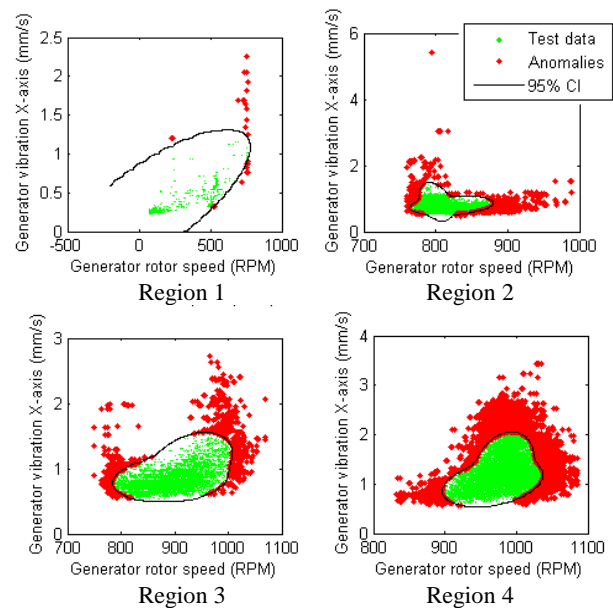 Generator vibration X-axis (mm/s)
2.5
2
1.5
1
0.5
0
-500
0
500
1000
Generator rotor speed (RPM)
Region 1
Generator vibration X-axis (mm/s)
6
4
2
0
700
800
900
1000
Generator rotor speed (RPM)
Test data
Anomalies
95% CI
Region 2
Generator vibration X-axis (mm/s)
3
2
1
0
700
800
900
1000
1100
Generator rotor speed (RPM)
Region 3
Generator vibration X-axis (mm/s)
4
3
2
1
0
800
900
1000
1100
Generator rotor speed (RPM)
Region 4